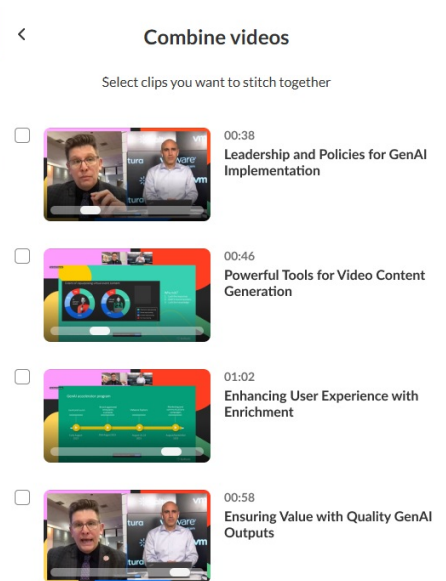 Combine videos
Select clips you want to stitch together
00:38
Leadership and Policies for GenAI
Implementation
00:46
Powerful Tools for Video Content
Generation
01:02
Enhancing User Experience with
Enrichment
00:58
Ensuring Value with Quality GenAI
Outputs